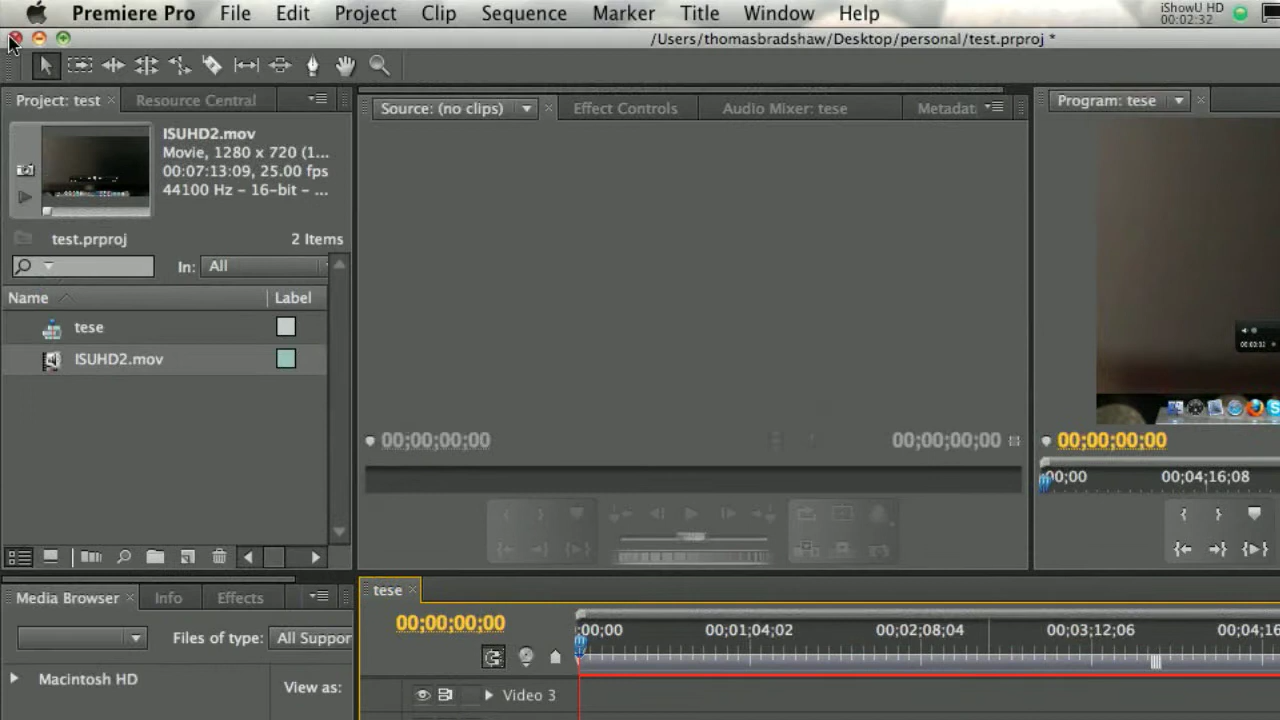 Premiere Pro File Edit Project Clip Sequence Marker Title Window Help
iShowU HD
00:02:32
/Users/thomasbradshaw/Desktop/personal/test.prproj *
Project: test × Resource Central
ISUHD2.mov
Movie, 1280 x 720 (1...
00:07:13:09, 25.00 fps
44100 Hz - 16-bit - ...
test.prproj 2 Items
In: All
Name Label
tese
ISUHD2.mov
Source: (no clips) × Effect Controls Audio Mixer: tese Metadat
00;00;00;00 00;00;00;00
Program: tese ×
00;00;00;00
00;00 00;04;16;08
Media Browser × Info Effects
Files of type: All Suppor
Macintosh HD View as:
tese ×
00;00;00;00
;00;00 00;01;04;02 00;02;08;04 00;03;12;06 00;04;16
Video 3